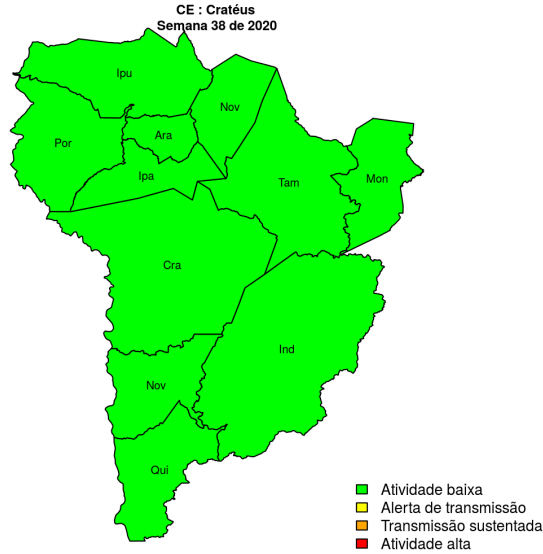 CE : Cratéus
Semana 38 de 2020
Ipu
Nov
Por
Ara
Ipa
Tam
Mon
Cra
Ind
Nov
Qui
Atividade baixa
Alerta de transmissão
Transmissão sustentada
Atividade alta